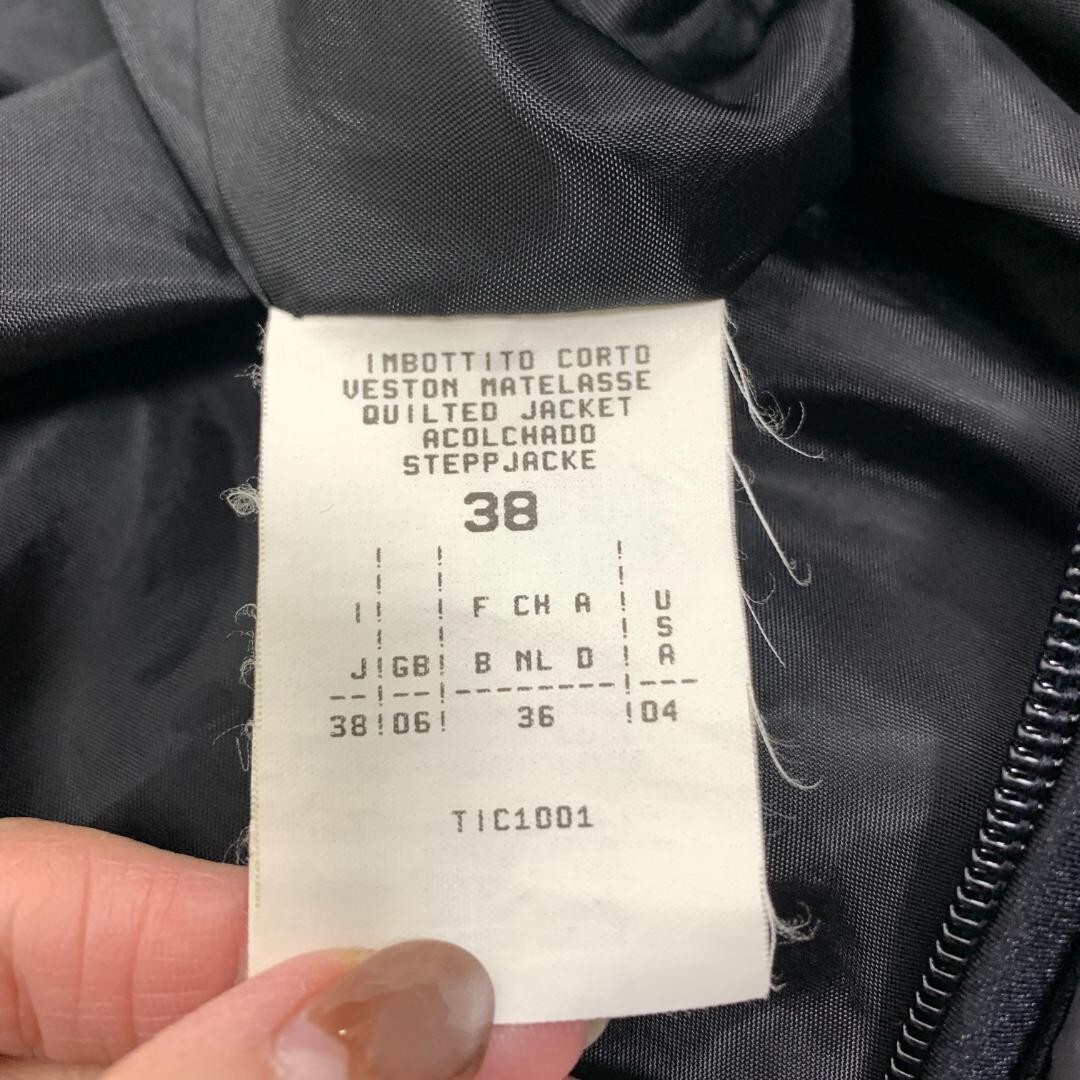 IMBOTTITO CORTO
VESTON MATELASSE
QUILTED JACKET
ACOLCHADO
STEPPJACKE
38
I! ! F CH A ! U
S
J!GB! B NL D ! A
--!--!--------!---
38!06! 36 !04
TIC1001